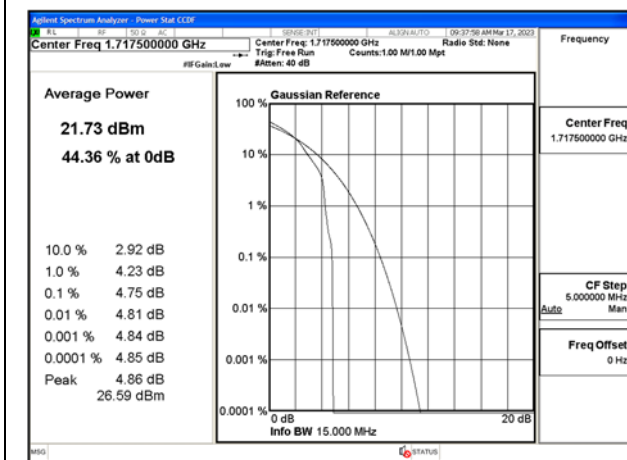 Agilent Spectrum Analyzer - Power Stat CCDF
RL RF 50 Ω AC SENSE:INT ALIGN AUTO 09:37:58 AM Mar 17, 2023
Center Freq 1.717500000 GHz
Center Freq: 1.717500000 GHz Radio Std: None
Trig: Free Run Counts:1.00 M/1.00 Mpt
#IFGain:Low #Atten: 40 dB
Frequency
Average Power
21.73 dBm
44.36 % at 0dB
10.0 % 2.92 dB
1.0 % 4.23 dB
0.1 % 4.75 dB
0.01 % 4.81 dB
0.001 % 4.84 dB
0.0001 % 4.85 dB
Peak 4.86 dB
26.59 dBm
Gaussian Reference
100 %
10 %
1 %
0.1 %
0.01 %
0.001 %
0.0001 %
0 dB 20 dB
Info BW 15.000 MHz
Center Freq
1.717500000 GHz
CF Step
5.000000 MHz
Auto Man
Freq Offset
0 Hz
MSG STATUS